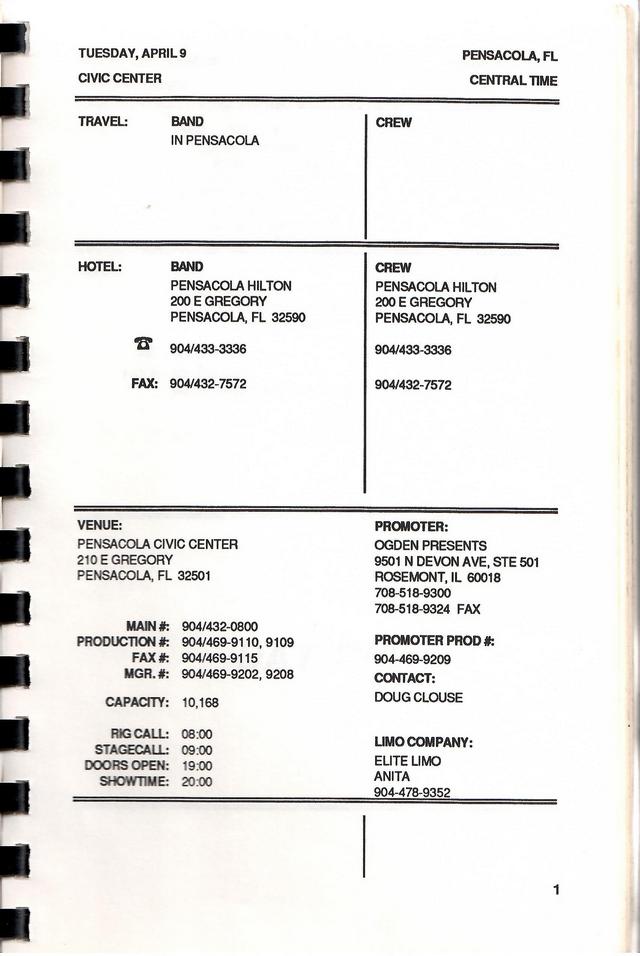 TUESDAY, APRIL 9
PENSACOLA, FL
CIVIC CENTER
CENTRAL TIME
TRAVEL:
BAND
IN PENSACOLA
CREW
HOTEL:
BAND
PENSACOLA HILTON
200 E GREGORY
PENSACOLA, FL 32590
☎ 904/433-3336
FAX: 904/432-7572
CREW
PENSACOLA HILTON
200 E GREGORY
PENSACOLA, FL 32590
904/433-3336
904/432-7572
VENUE:
PENSACOLA CIVIC CENTER
210 E GREGORY
PENSACOLA, FL 32501
MAIN #: 904/432-0800
PRODUCTION #: 904/469-9110, 9109
FAX #: 904/469-9115
MGR. #: 904/469-9202, 9208
CAPACITY: 10,168
RIG CALL: 08:00
STAGECALL: 09:00
DOORS OPEN: 19:00
SHOWTIME: 20:00
PROMOTER:
OGDEN PRESENTS
9501 N DEVON AVE, STE 501
ROSEMONT, IL 60018
708-518-9300
708-518-9324 FAX
PROMOTER PROD #:
904-469-9209
CONTACT:
DOUG CLOUSE
LIMO COMPANY:
ELITE LIMO
ANITA
904-478-9352
1